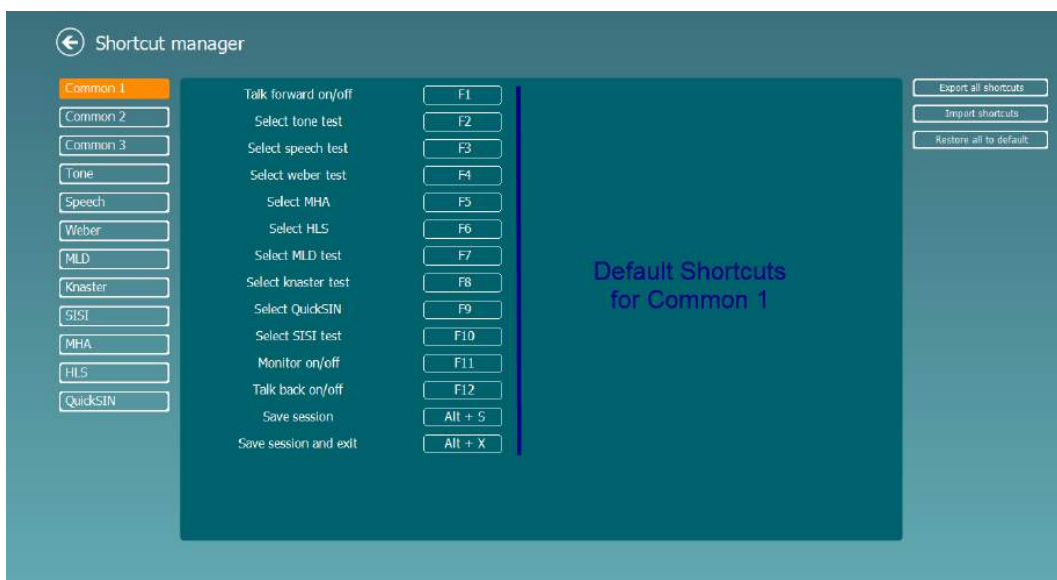 Shortcut manager
Common 1
Common 2
Common 3
Tone
Speech
Weber
MLD
Knaster
SISI
MHA
HLS
QuickSIN
Talk forward on/off F1
Select tone test F2
Select speech test F3
Select weber test F4
Select MHA F5
Select HLS F6
Select MLD test F7
Select knaster test F8
Select QuickSIN F9
Select SISI test F10
Monitor on/off F11
Talk back on/off F12
Save session Alt + S
Save session and exit Alt + X
Default Shortcuts
for Common 1
Export all shortcuts
Import shortcuts
Restore all to default